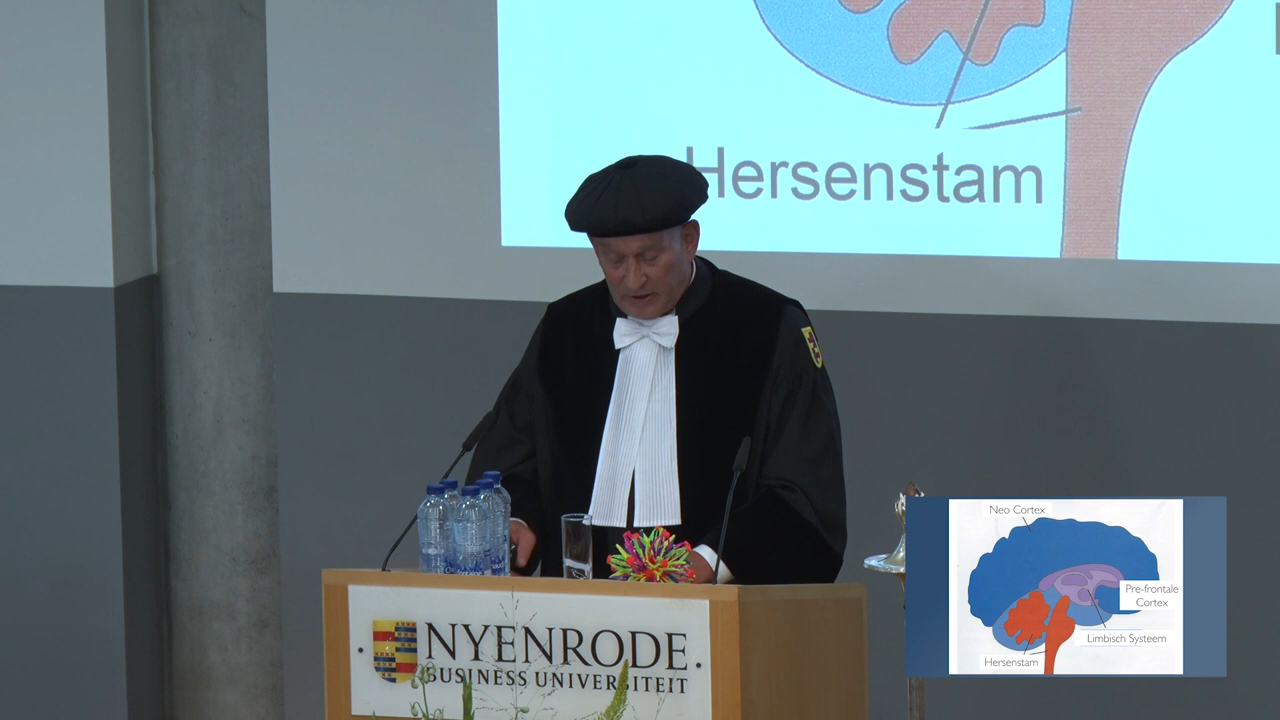 Hersenstam
NYENRODE
BUSINESS UNIVERSITEIT
Neo Cortex
Pre-frontale
Cortex
Limbisch Systeem
Hersenstam